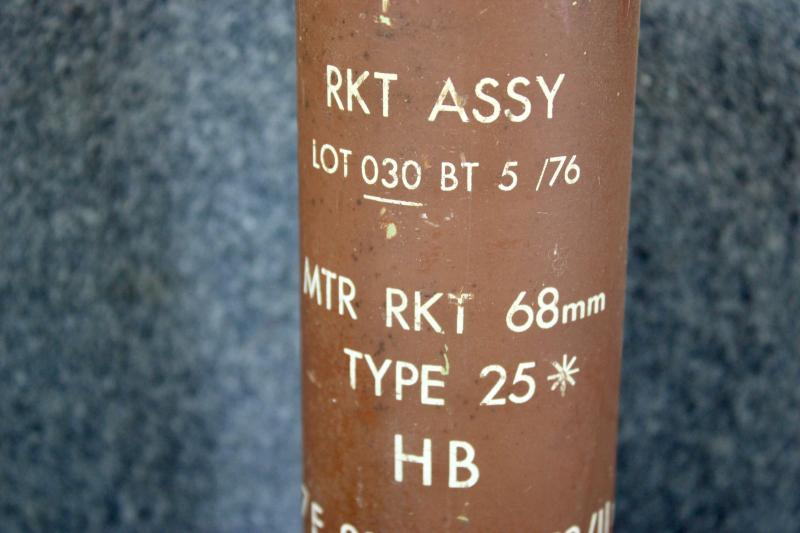 RKT ASSY
LOT 030 BT 5 /76
MTR RKT 68mm
TYPE 25*
HB